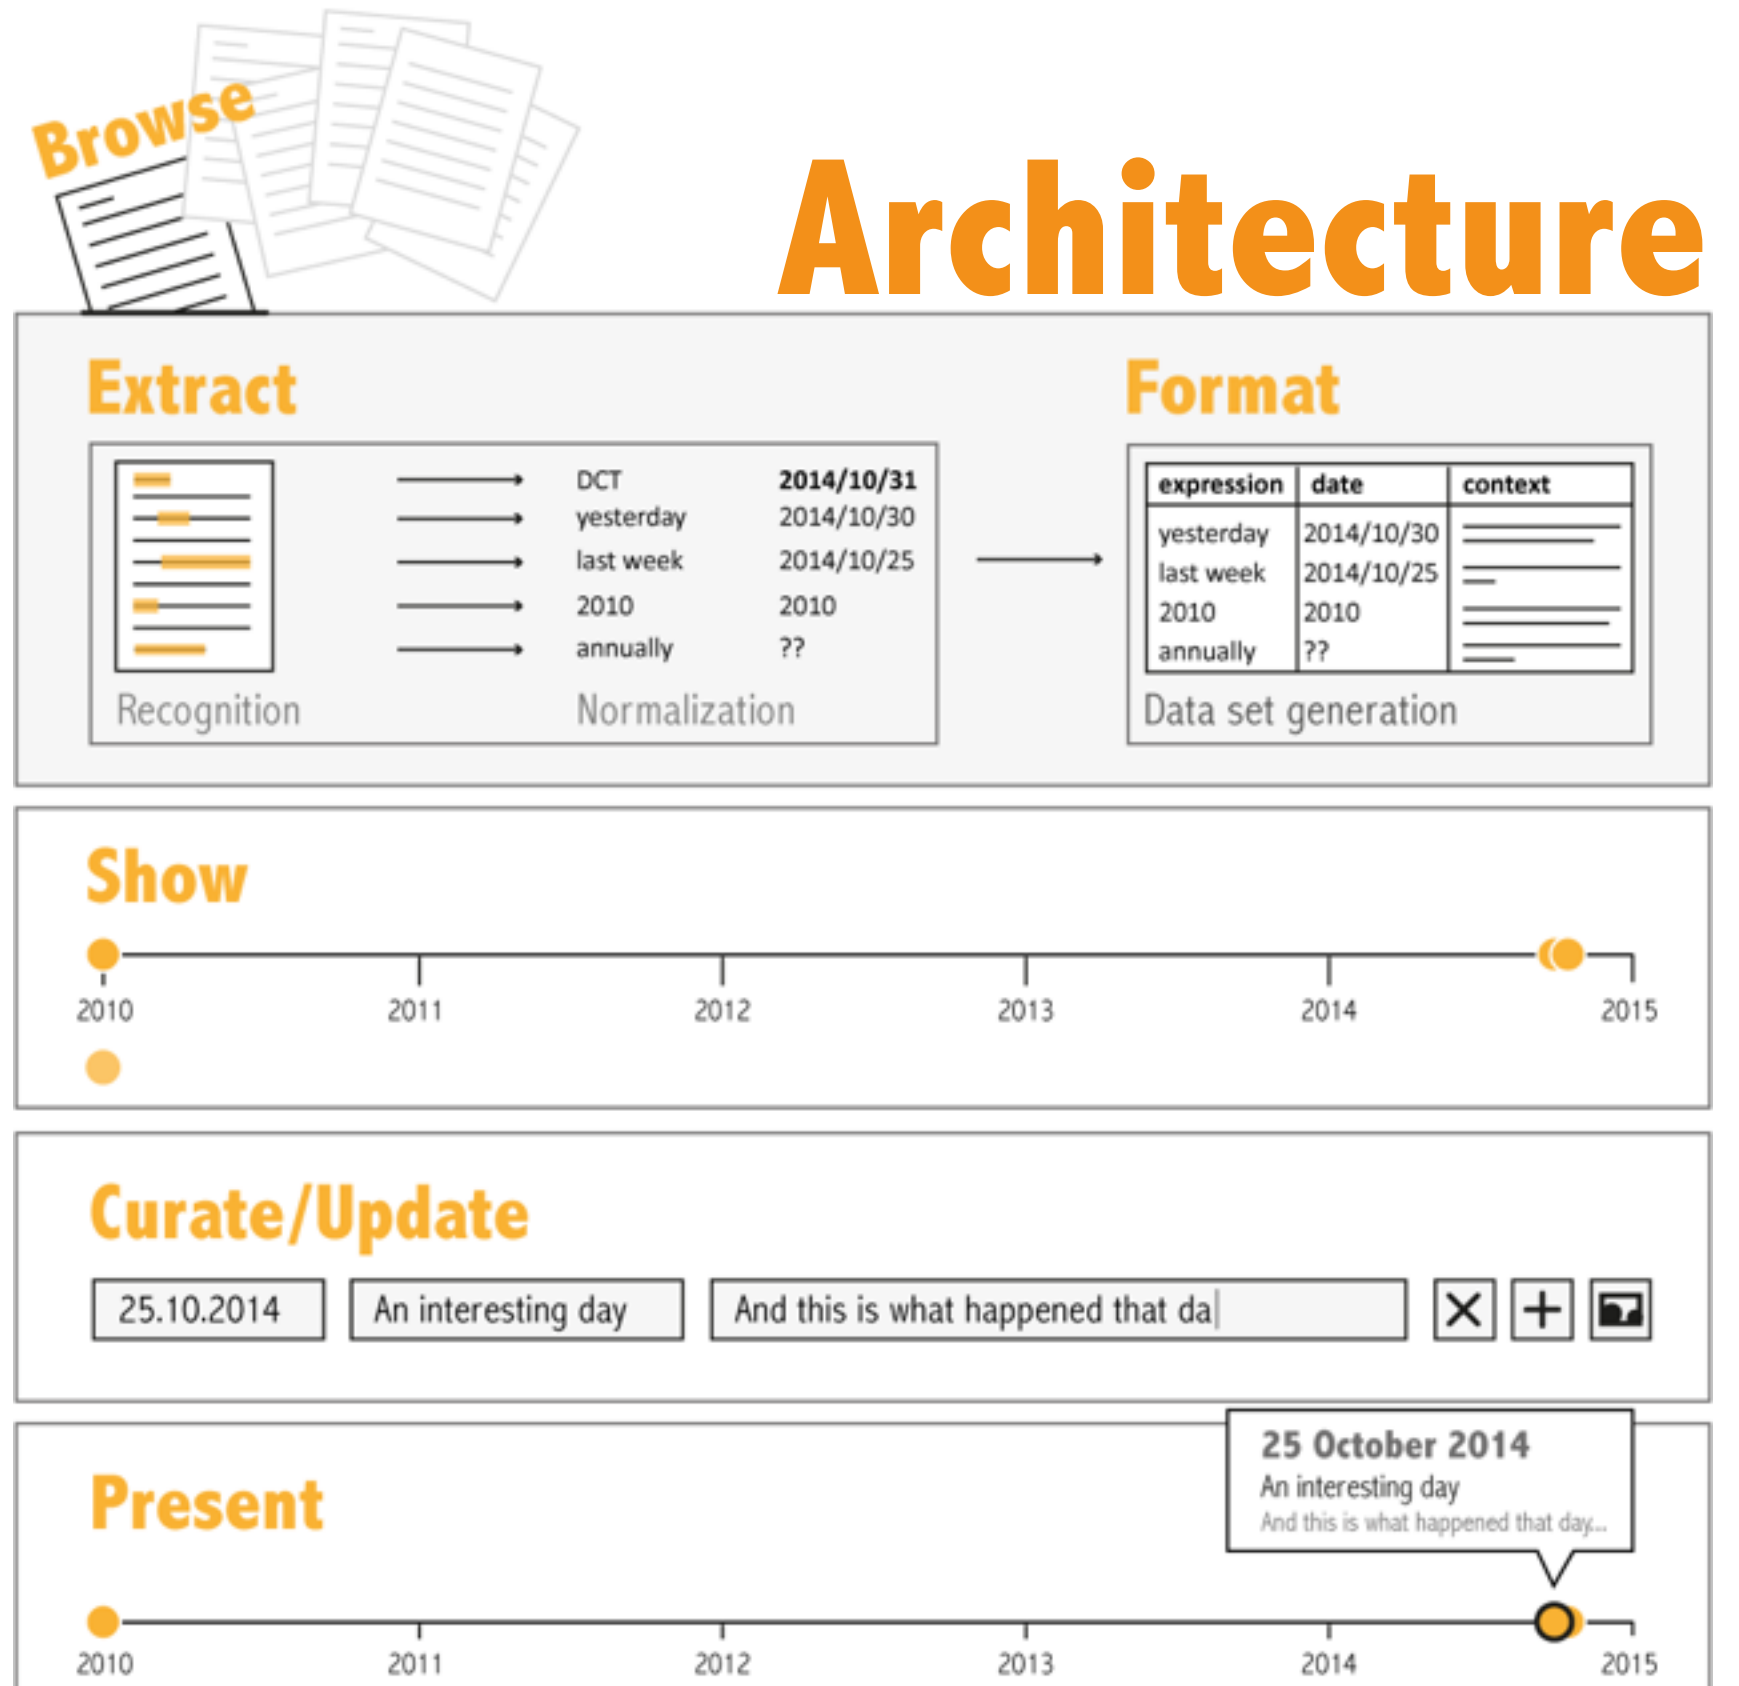 Browse
Architecture
Extract
Format
DCT 2014/10/31
yesterday 2014/10/30
last week 2014/10/25
2010 2010
annually ??
Recognition Normalization
expression date context
yesterday 2014/10/30
last week 2014/10/25
2010 2010
annually ??
Data set generation
Show
2010 2011 2012 2013 2014 2015
Curate/Update
25.10.2014 An interesting day And this is what happened that da
Present
25 October 2014
An interesting day
And this is what happened that day...
2010 2011 2012 2013 2014 2015